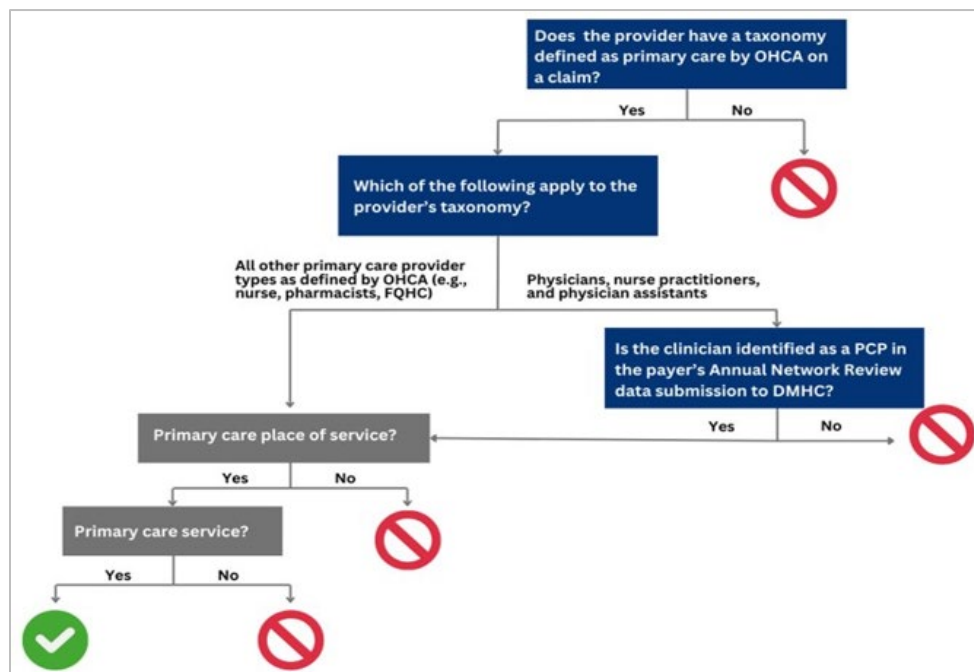 Does the provider have a taxonomy
defined as primary care by OHCA on
a claim?
Yes
No
Which of the following apply to the
provider's taxonomy?
All other primary care provider
types as defined by OHCA (e.g.,
nurse, pharmacists, FQHC)
Physicians, nurse practitioners,
and physician assistants
Is the clinician identified as a PCP in
the payer's Annual Network Review
data submission to DMHC?
Yes
No
Primary care place of service?
Yes
No
Primary care service?
Yes
No